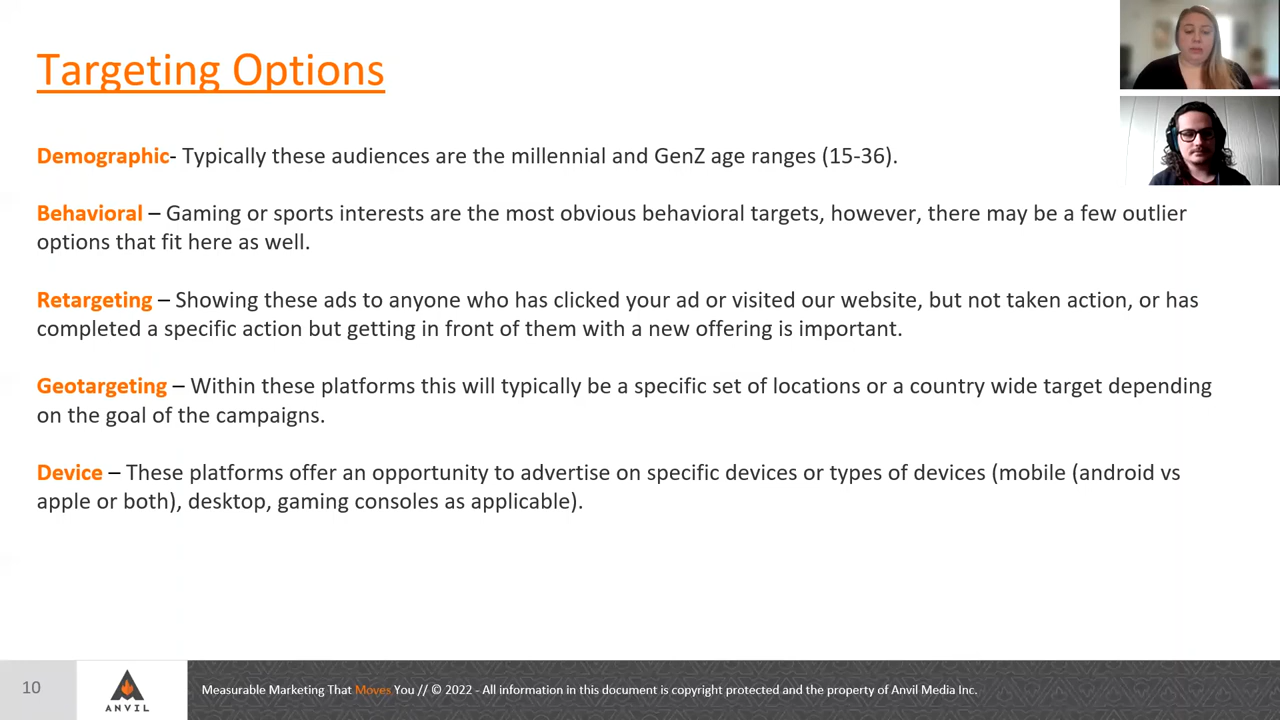 Targeting Options
Demographic- Typically these audiences are the millennial and GenZ age ranges (15-36).
Behavioral – Gaming or sports interests are the most obvious behavioral targets, however, there may be a few outlier
options that fit here as well.
Retargeting – Showing these ads to anyone who has clicked your ad or visited our website, but not taken action, or has
completed a specific action but getting in front of them with a new offering is important.
Geotargeting – Within these platforms this will typically be a specific set of locations or a country wide target depending
on the goal of the campaigns.
Device – These platforms offer an opportunity to advertise on specific devices or types of devices (mobile (android vs
apple or both), desktop, gaming consoles as applicable).
10
ANVIL
Measurable Marketing That Moves You // © 2022 - All information in this document is copyright protected and the property of Anvil Media Inc.